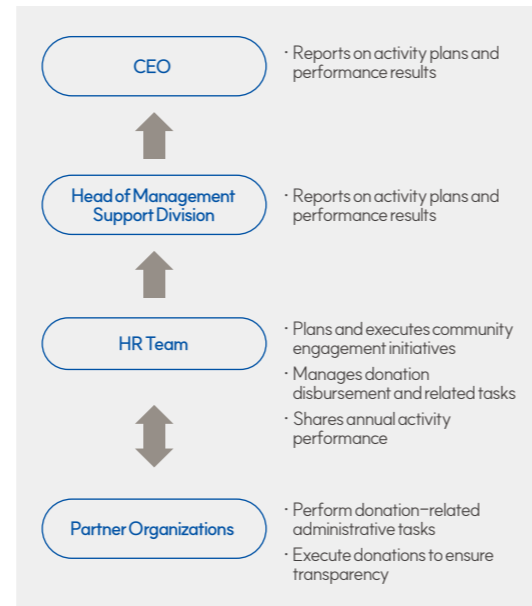 CEO
· Reports on activity plans and
performance results
Head of Management
Support Division
· Reports on activity plans and
performance results
HR Team
· Plans and executes community
engagement initiatives
· Manages donation
disbursement and related tasks
· Shares annual activity
performance
Partner Organizations
· Perform donation-related
administrative tasks
· Execute donations to ensure
transparency